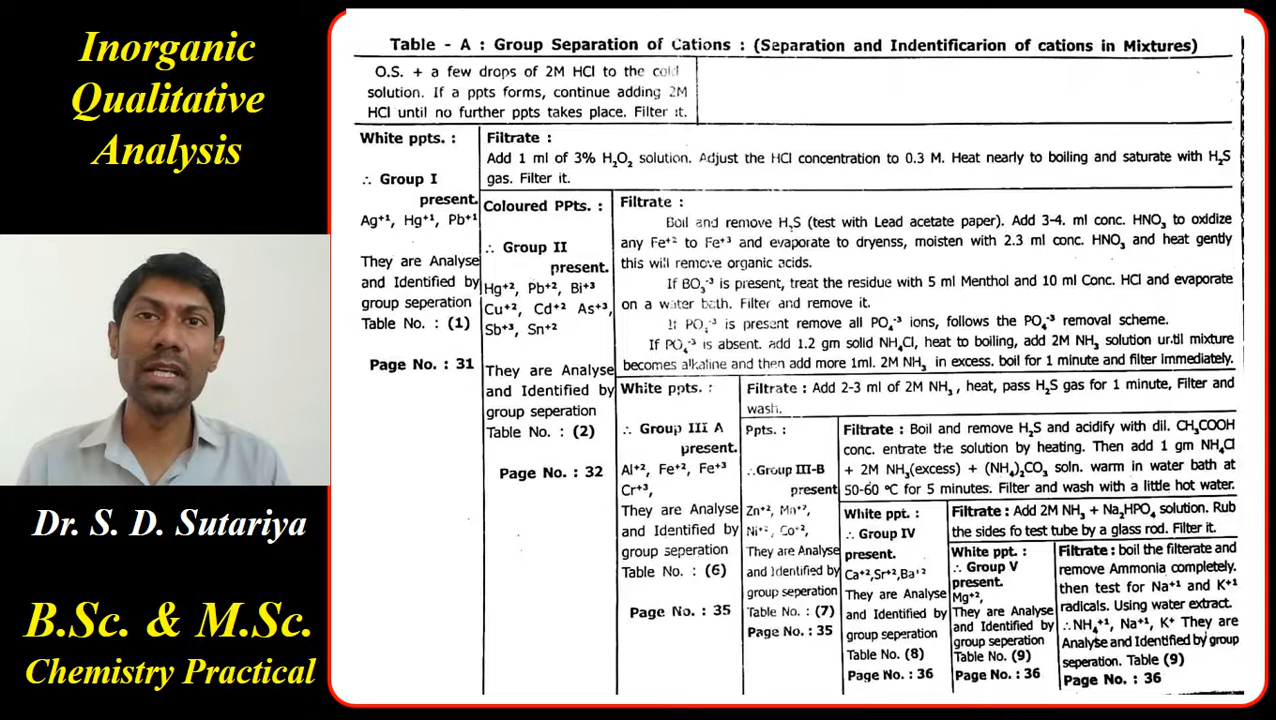 Inorganic
Qualitative
Analysis
Dr. S. D. Sutariya
B.Sc. & M.Sc.
Chemistry Practical
Table - A : Group Separation of Cations : (Separation and Indentificarion of cations in Mixtures)
O.S. + a few drops of 2M HCl to the cold
solution. If a ppts forms, continue adding 2M
HCl until no further ppts takes place. Filter it.
White ppts. :
∴ Group I
present.
Ag+1, Hg+1, Pb+1
They are Analyse
and Identified by
group seperation
Table No. : (1)
Page No. : 31
Filtrate :
Add 1 ml of 3% H2O2 solution. Adjust the HCl concentration to 0.3 M. Heat nearly to boiling and saturate with H2S
gas. Filter it.
Coloured PPts. :
∴ Group II
present.
Hg+2, Pb+2, Bi+3
Cu+2, Cd+2 As+3,
Sb+3, Sn+2
They are Analyse
and Identified by
group seperation
Table No. : (2)
Page No. : 32
Filtrate :
Boil and remove H2S (test with Lead acetate paper). Add 3-4. ml conc. HNO3 to oxidize
any Fe+2 to Fe+3 and evaporate to dryenss, moisten with 2.3 ml conc. HNO3 and heat gently
this will remove organic acids.
If BO3-3 is present, treat the residue with 5 ml Menthol and 10 ml Conc. HCl and evaporate
on a water bath. Filter and remove it.
If PO4-3 is present remove all PO4-3 ions, follows the PO4-3 removal scheme.
If PO4-3 is absent. add 1.2 gm solid NH4Cl, heat to boiling, add 2M NH3 solution until mixture
becomes alkaline and then add more 1ml. 2M NH3 in excess. boil for 1 minute and filter immediately.
White ppts. :
∴ Group III A
present.
Al+2, Fe+2, Fe+3
Cr+3,
They are Analyse
and Identified by
group seperation
Table No. : (6)
Page No. : 35
Filtrate : Add 2-3 ml of 2M NH3, heat, pass H2S gas for 1 minute, Filter and
wash.
Ppts. :
∴Group III-B
present
Zn+2, Mn+2,
Ni+2, Co+2,
They are Analyse
and Identified by
group seperation
Table No. : (7)
Page No. : 35
Filtrate : Boil and remove H2S and acidify with dil. CH3COOH
conc. entrate the solution by heating. Then add 1 gm NH4Cl
+ 2M NH3(excess) + (NH4)2CO3 soln. warm in water bath at
50-60 ºC for 5 minutes. Filter and wash with a little hot water.
White ppt. :
∴ Group IV
present.
Ca+2,Sr+2,Ba+2
They are Analyse
and Identified by
group seperation
Table No. (8)
Page No. : 36
Filtrate : Add 2M NH3 + Na2HPO4 solution. Rub
the sides fo test tube by a glass rod. Filter it.
White ppt. :
∴ Group V
present.
Mg+2,
They are Analyse
and Identified by
group seperation
Table No. (9)
Page No. : 36
Filtrate : boil the filterate and
remove Ammonia completely.
then test for Na+1 and K+1
radicals. Using water extract.
∴NH4+1, Na+1, K+ They are
Analyse and Identified by group
seperation. Table (9)
Page No. : 36